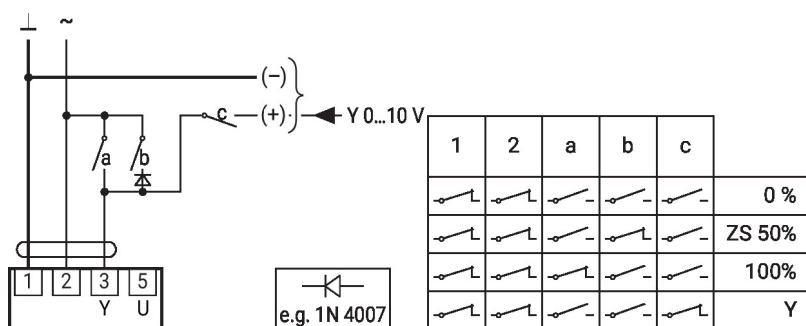 ⊥ ~
(–)
c (+) Y 0...10 V
a b
1 2 3 5
Y U
e.g. 1N 4007
1 2 a b c
0 %
ZS 50%
100%
Y